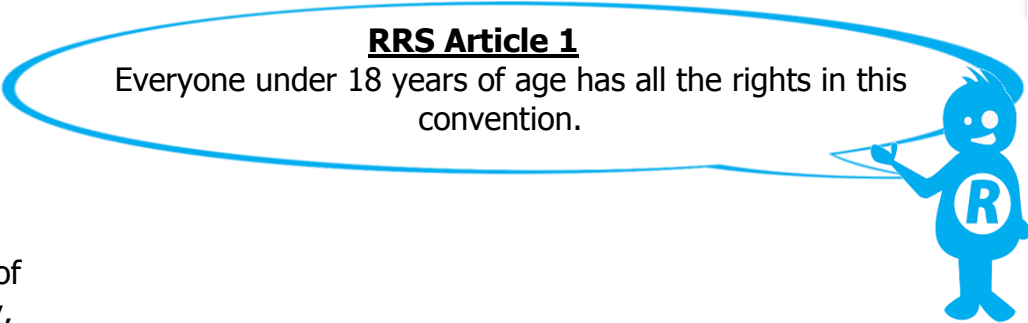 RRS Article 1
Everyone under 18 years of age has all the rights in this
convention.
R
of